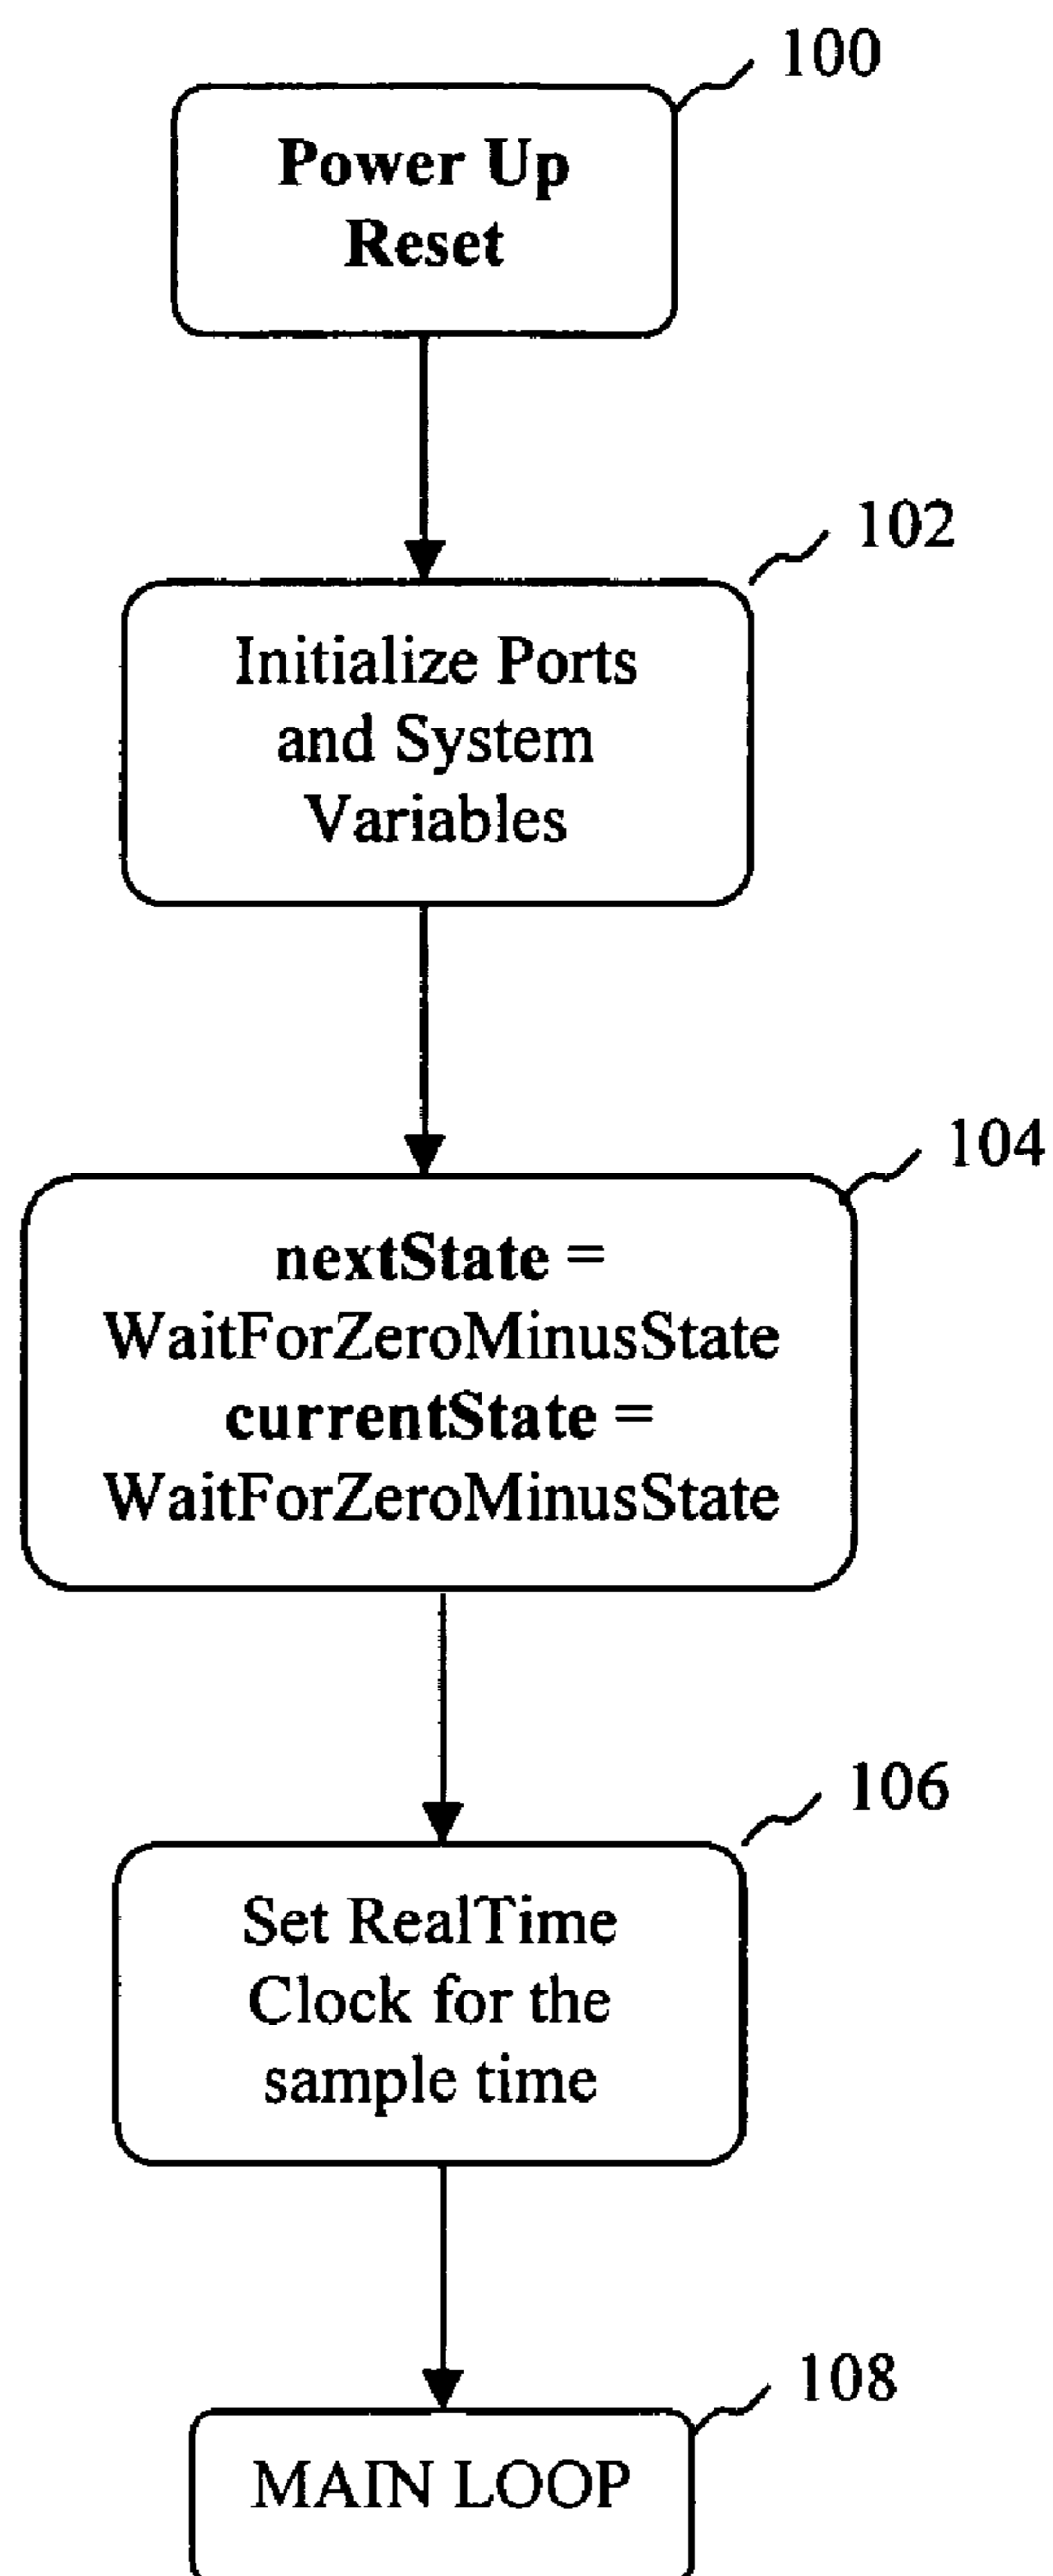 100
Power Up
Reset
102
Initialize Ports
and System
Variables
104
nextState =
WaitForZeroMinusState
currentState =
WaitForZeroMinusState
106
Set RealTime
Clock for the
sample time
108
MAIN LOOP